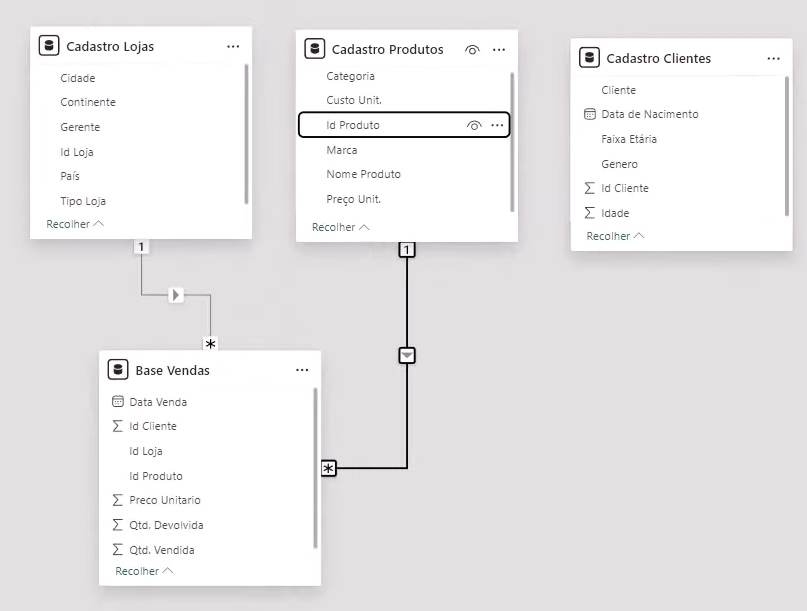 Cadastro Lojas
Cidade
Continente
Gerente
Id Loja
País
Tipo Loja
Recolher
Cadastro Produtos
Categoria
Custo Unit.
Id Produto
Marca
Nome Produto
Preço Unit.
Recolher
Cadastro Clientes
Cliente
Data de Nacimento
Faixa Etária
Genero
Id Cliente
Idade
Recolher
1
1
*
Base Vendas
Data Venda
Id Cliente
Id Loja
Id Produto
Preco Unitario
Qtd. Devolvida
Qtd. Vendida
Recolher
*